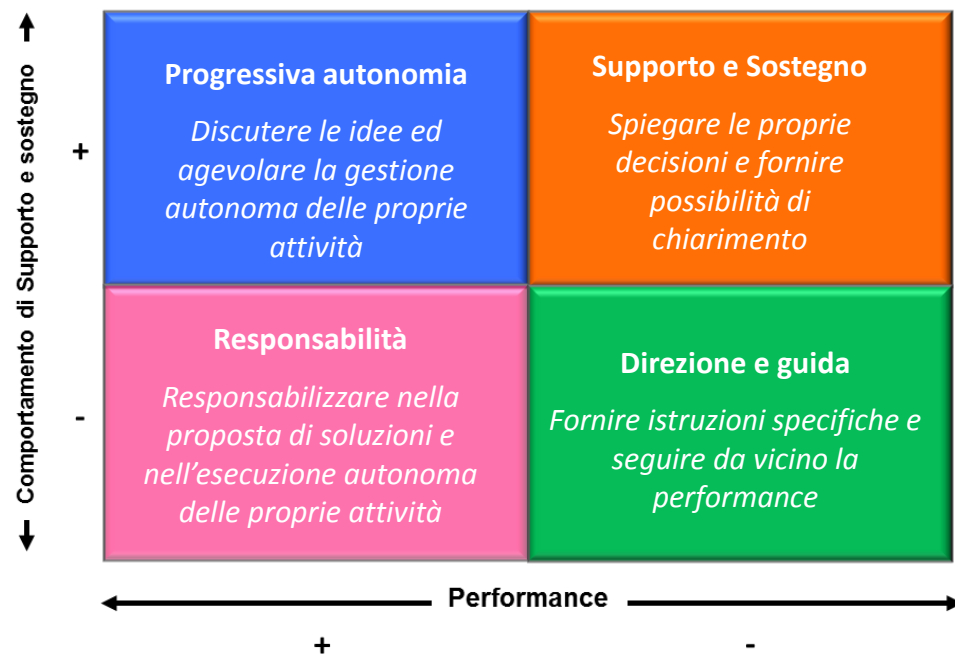 Comportamento di Supporto e sostegno
+
-
Progressiva autonomia
Discutere le idee ed
agevolare la gestione
autonoma delle proprie
attività
Supporto e Sostegno
Spiegare le proprie
decisioni e fornire
possibilità di
chiarimento
Responsabilità
Responsabilizzare nella
proposta di soluzioni e
nell'esecuzione autonoma
delle proprie attività
Direzione e guida
Fornire istruzioni specifiche e
seguire da vicino la
performance
Performance
+
-